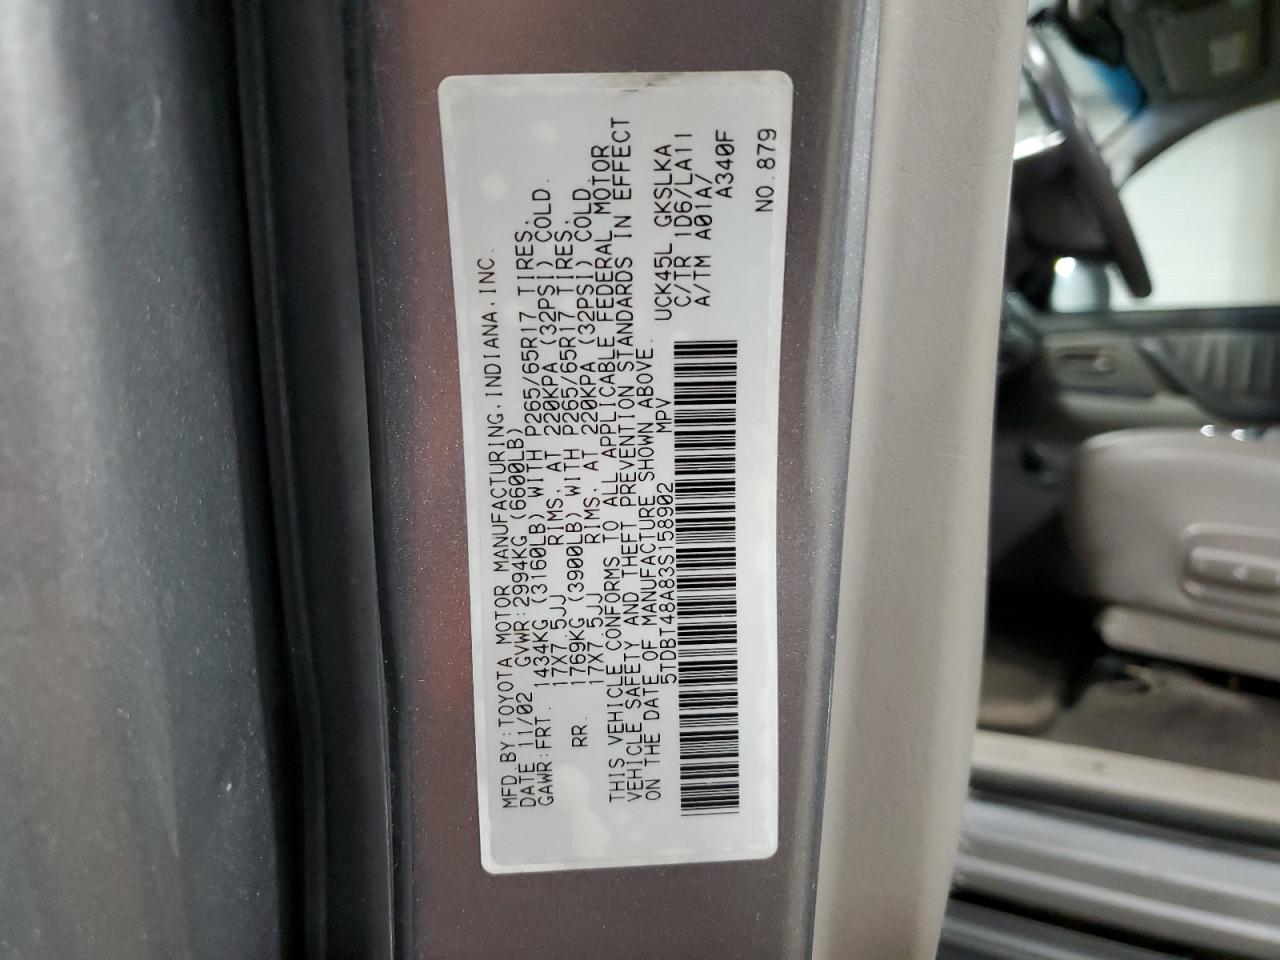 MFD.BY:TOYOTA MOTOR MANUFACTURING,INDIANA,INC.
DATE 11/02 GVWR:2994KG (6600LB)
GAWR:FRT. 1434KG (3160LB) WITH P265/65R17 TIRES,
17X7.5JJ RIMS, AT 220KPA (32PSI) COLD.
RR. 1769KG (3900LB) WITH P265/65R17 TIRES,
17X7.5JJ RIMS, AT 220KPA (32PSI) COLD.
THIS VEHICLE CONFORMS TO ALL APPLICABLE FEDERAL MOTOR
VEHICLE SAFETY AND THEFT PREVENTION STANDARDS IN EFFECT
ON THE DATE OF MANUFACTURE SHOWN ABOVE.
5TDBT48A83S158902 MPV
UCK45L GKSLKA
C/TR 1D6/LA11
A/TM A01A/
A340F
NO.879